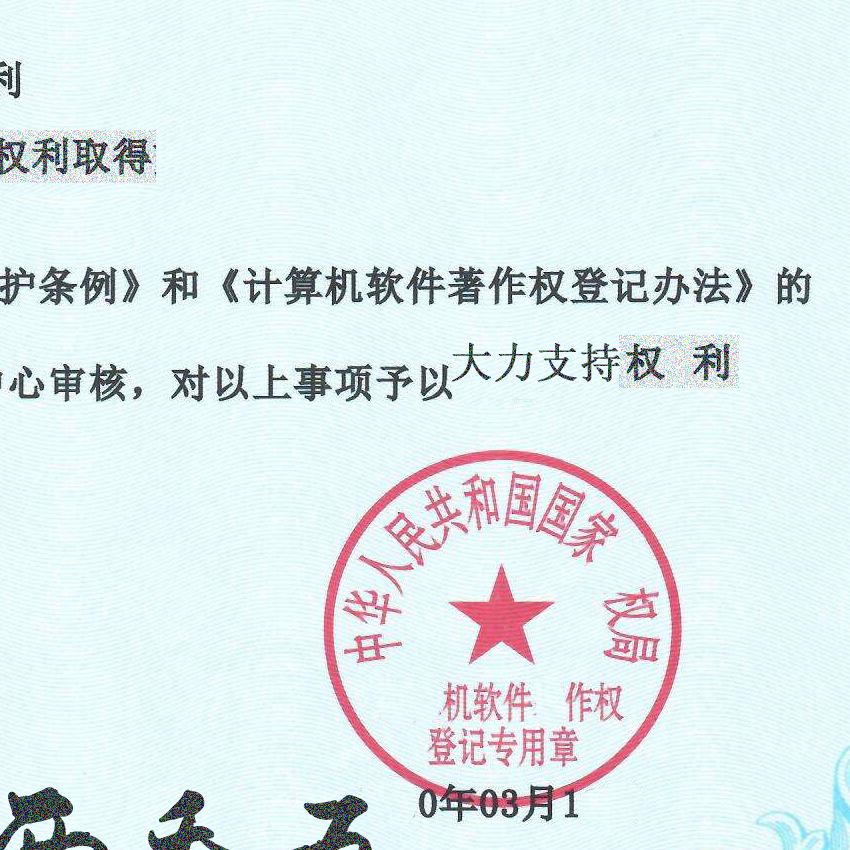 利
权利取得
护条例》和《计算机软件著作权登记办法》的
中心审核，对以上事项予以大力支持权 利
中华人民共和国国家 权局
机软件 作权
登记专用章
0年03月1